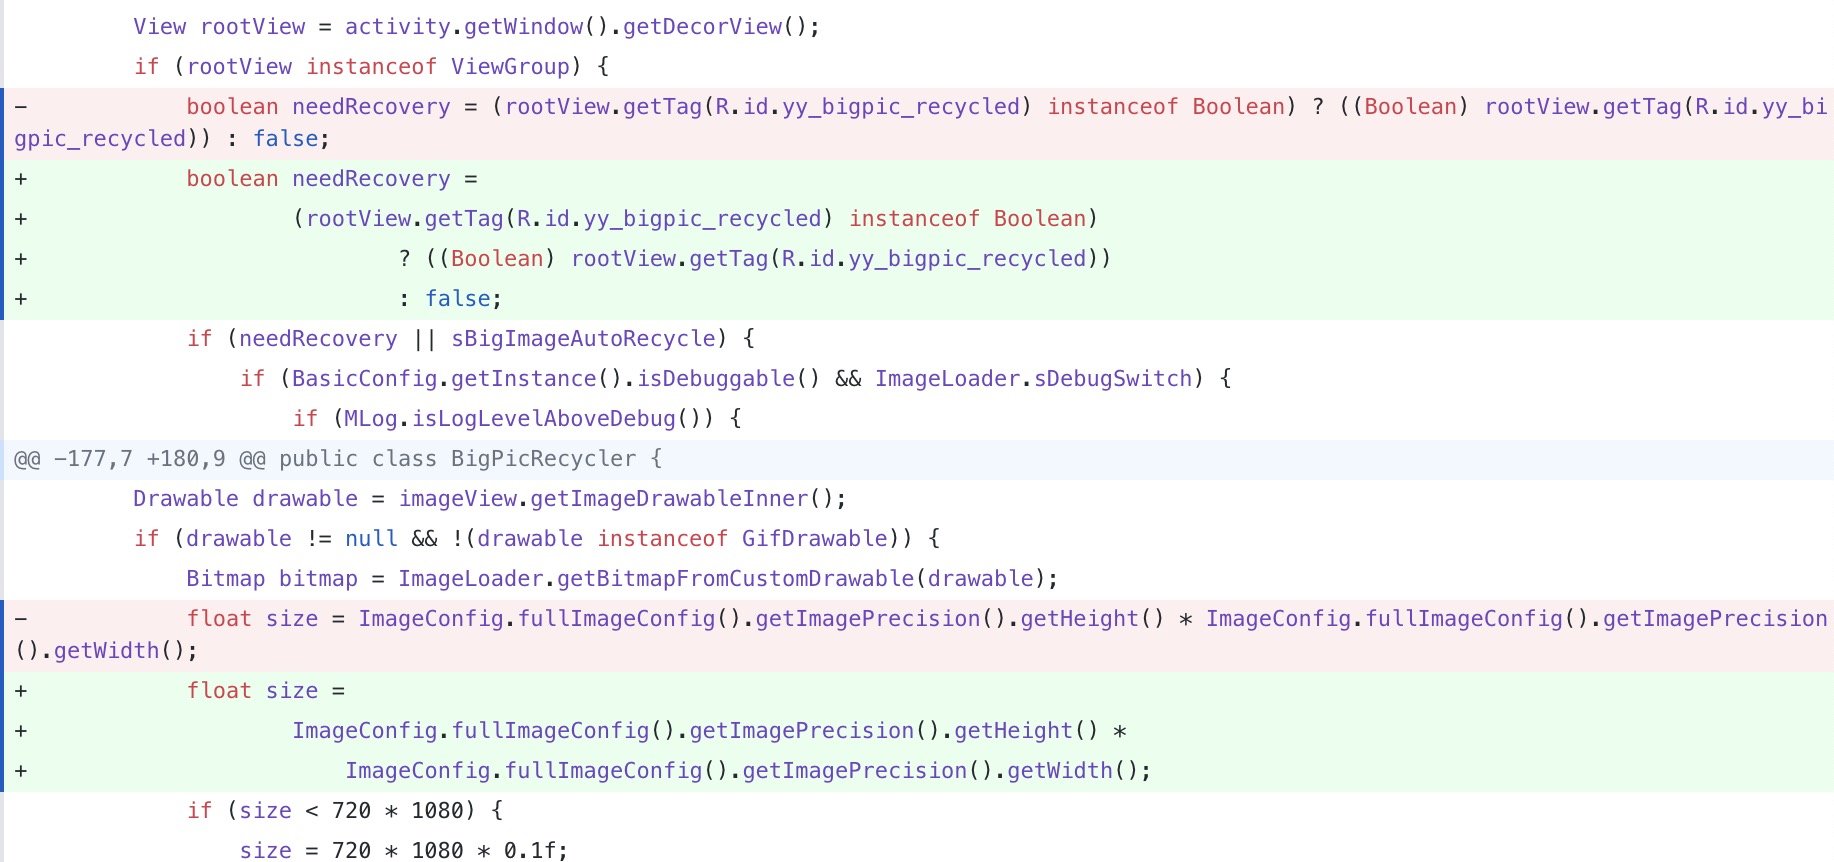 View rootView = activity.getWindow().getDecorView();
        if (rootView instanceof ViewGroup) {
−            boolean needRecovery = (rootView.getTag(R.id.yy_bigpic_recycled) instanceof Boolean) ? ((Boolean) rootView.getTag(R.id.yy_bi
gpic_recycled)) : false;
+            boolean needRecovery =
+                    (rootView.getTag(R.id.yy_bigpic_recycled) instanceof Boolean)
+                            ? ((Boolean) rootView.getTag(R.id.yy_bigpic_recycled))
+                            : false;
            if (needRecovery || sBigImageAutoRecycle) {
                if (BasicConfig.getInstance().isDebuggable() && ImageLoader.sDebugSwitch) {
                    if (MLog.isLogLevelAboveDebug()) {
@@ −177,7 +180,9 @@ public class BigPicRecycler {
        Drawable drawable = imageView.getImageDrawableInner();
        if (drawable != null && !(drawable instanceof GifDrawable)) {
            Bitmap bitmap = ImageLoader.getBitmapFromCustomDrawable(drawable);
−            float size = ImageConfig.fullImageConfig().getImagePrecision().getHeight() * ImageConfig.fullImageConfig().getImagePrecision
().getWidth();
+            float size =
+                    ImageConfig.fullImageConfig().getImagePrecision().getHeight() *
+                        ImageConfig.fullImageConfig().getImagePrecision().getWidth();
            if (size < 720 * 1080) {
                size = 720 * 1080 * 0.1f;